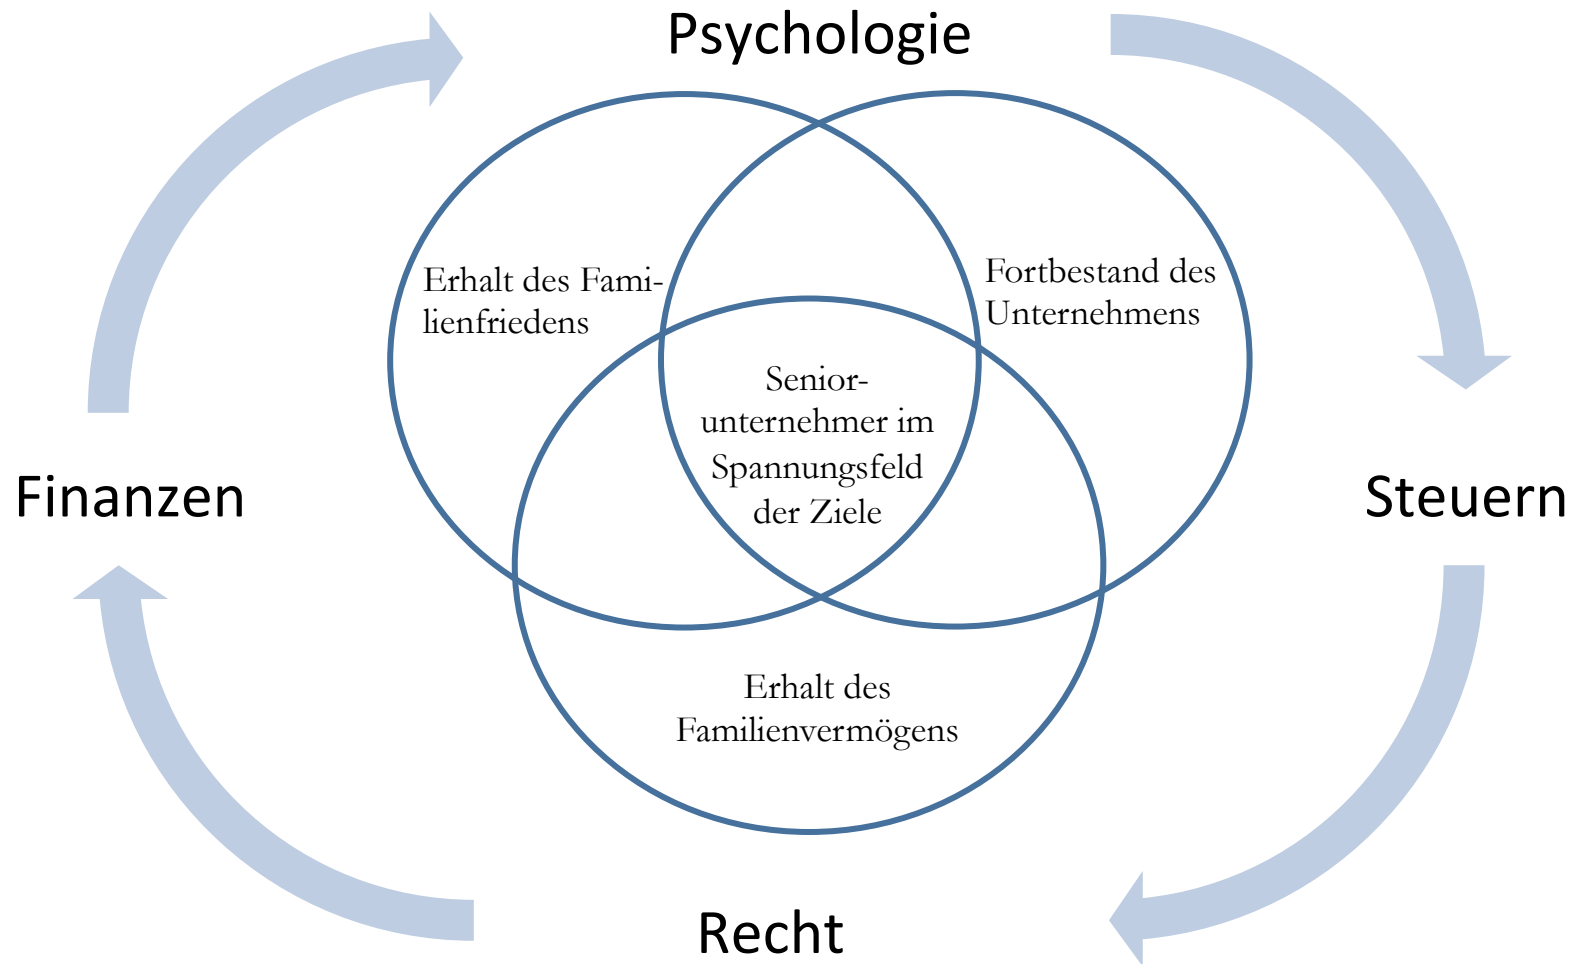 Psychologie
Erhalt des Fami-
lienfriedens
Fortbestand des
Unternehmens
Senior-
unternehmer im
Spannungsfeld
der Ziele
Finanzen
Steuern
Erhalt des
Familienvermögens
Recht